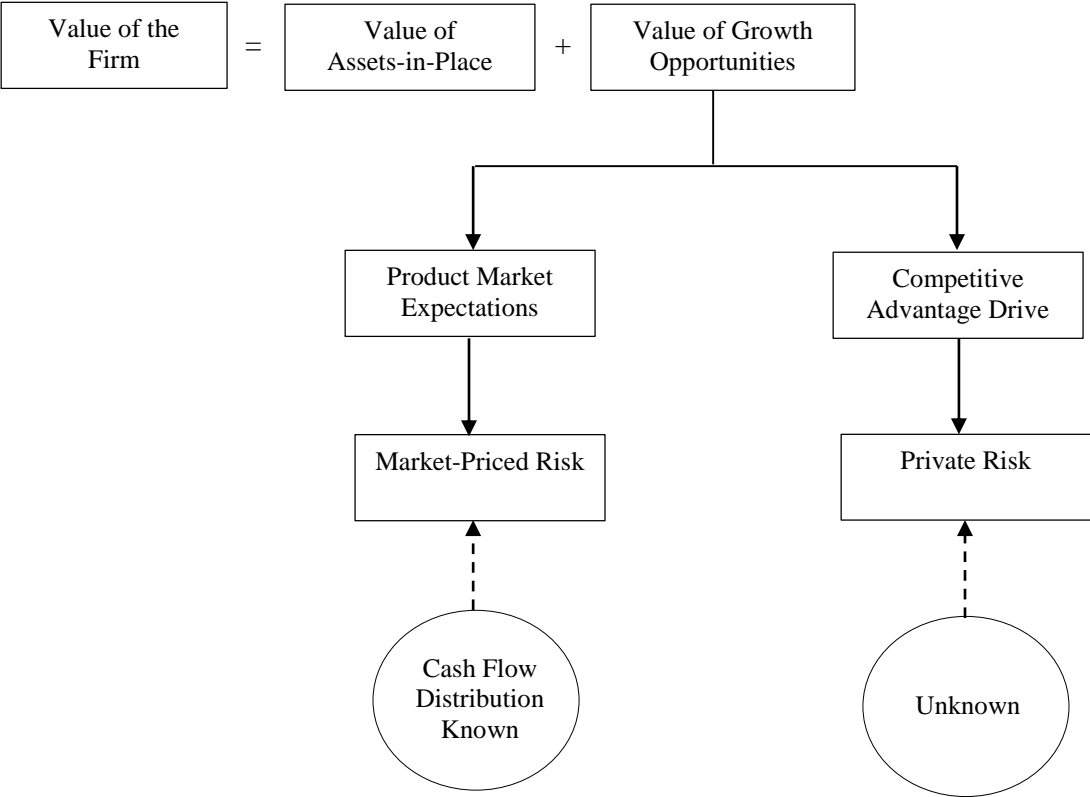 Value of the
Firm
=
Value of
Assets-in-Place
+
Value of Growth
Opportunities
Product Market
Expectations
Competitive
Advantage Drive
Market-Priced Risk
Private Risk
Cash Flow
Distribution
Known
Unknown